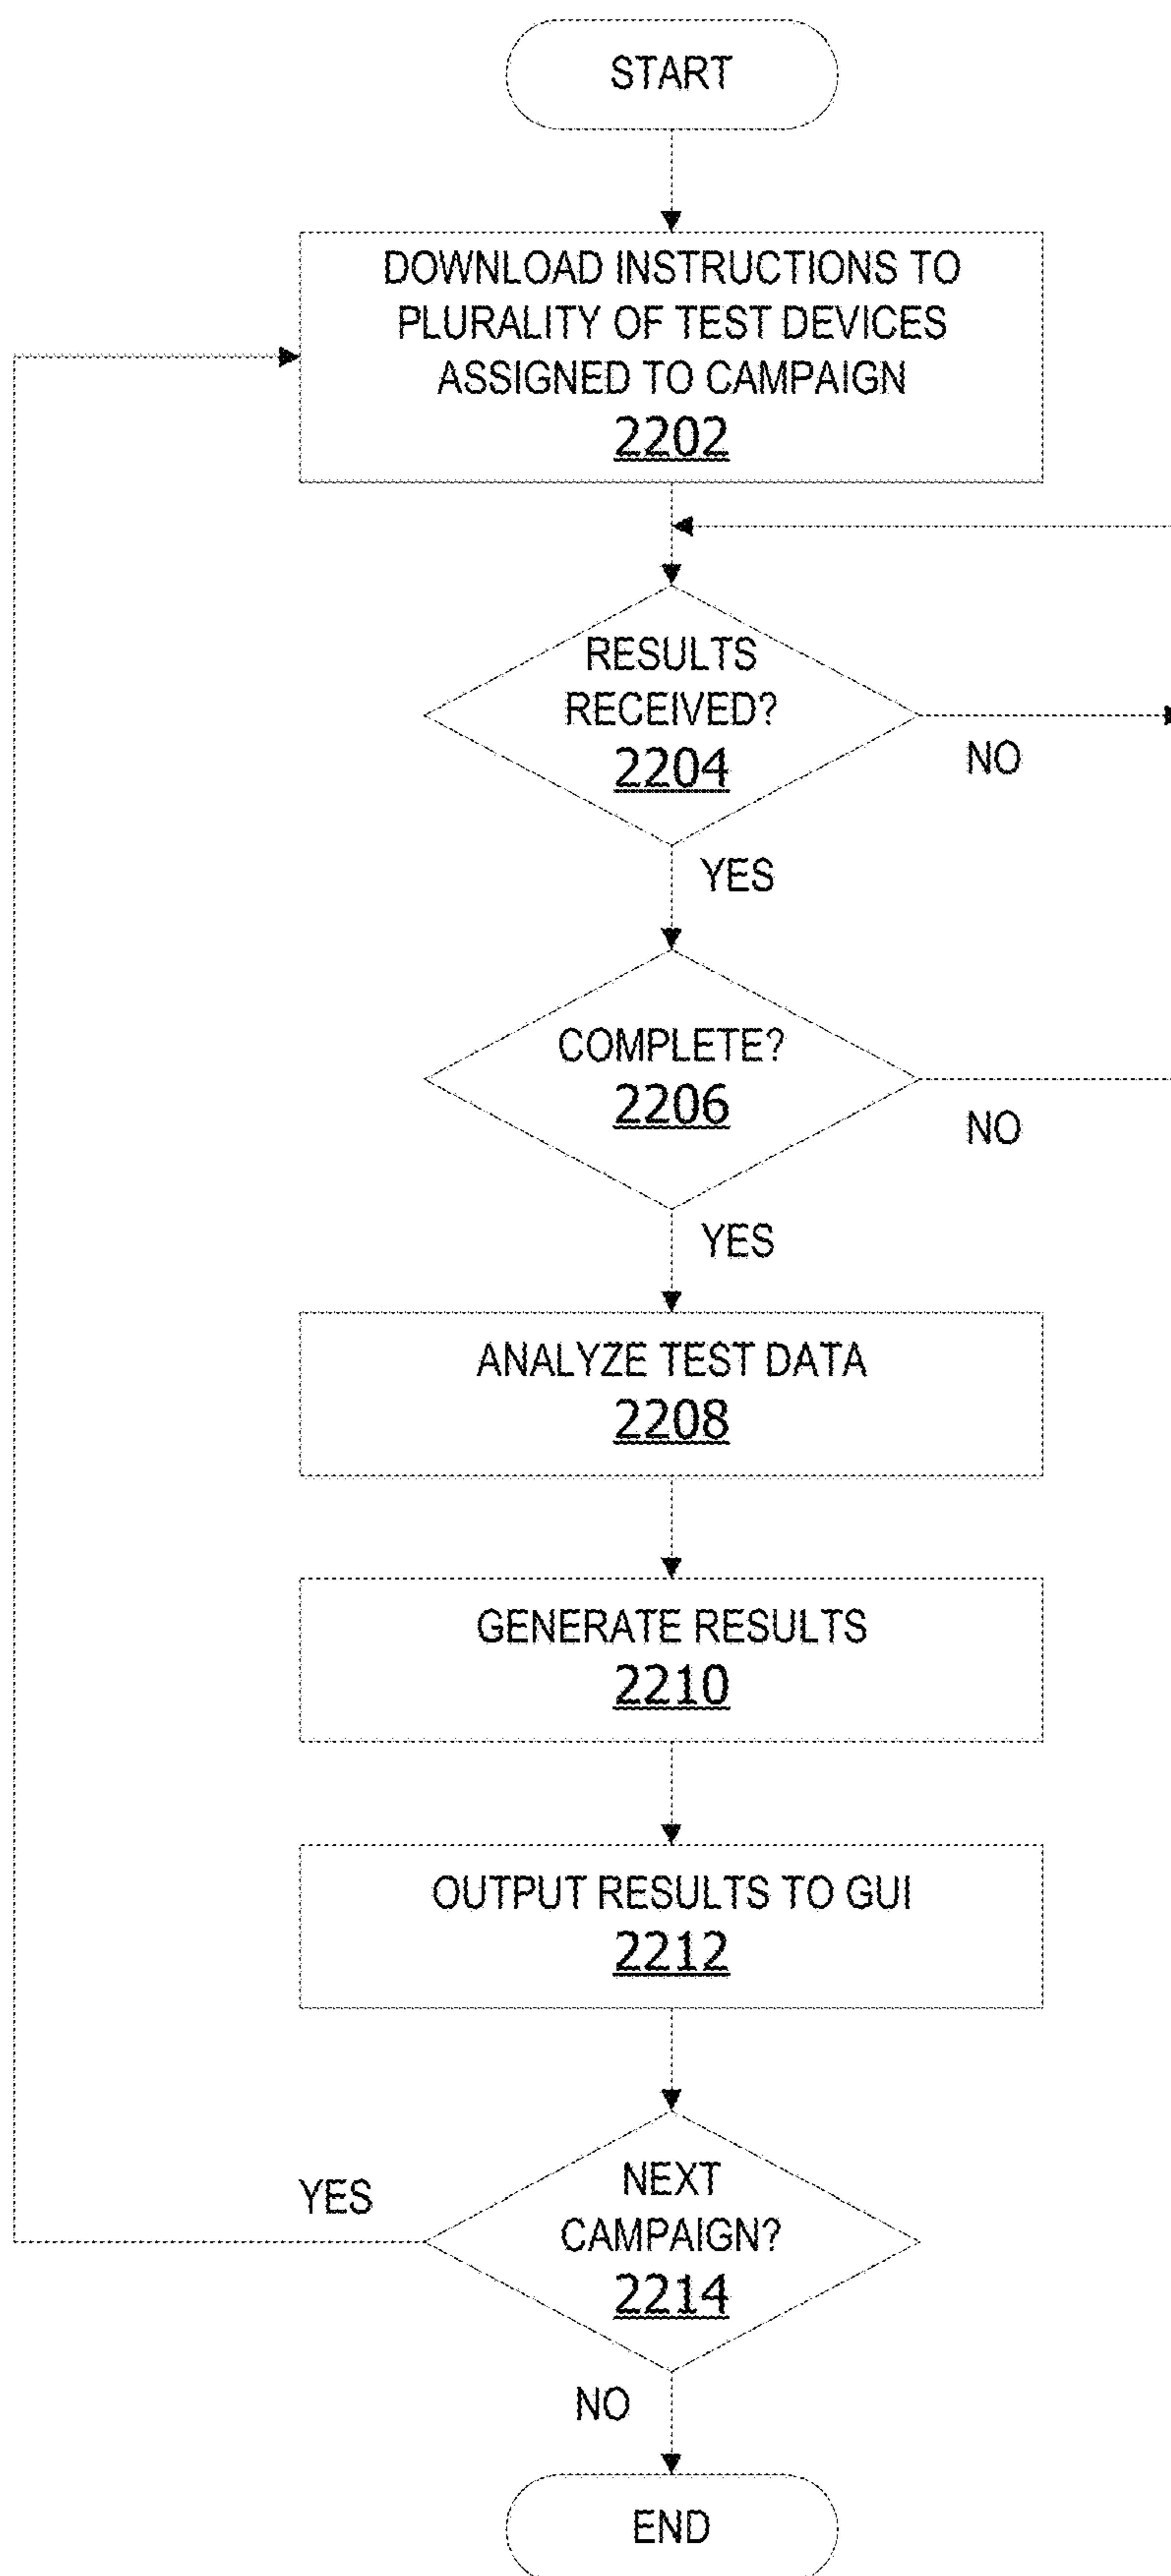 START
DOWNLOAD INSTRUCTIONS TO
PLURALITY OF TEST DEVICES
ASSIGNED TO CAMPAIGN
2202
RESULTS
RECEIVED?
2204
NO
YES
COMPLETE?
2206
NO
YES
ANALYZE TEST DATA
2208
GENERATE RESULTS
2210
OUTPUT RESULTS TO GUI
2212
YES
NEXT
CAMPAIGN?
2214
NO
END